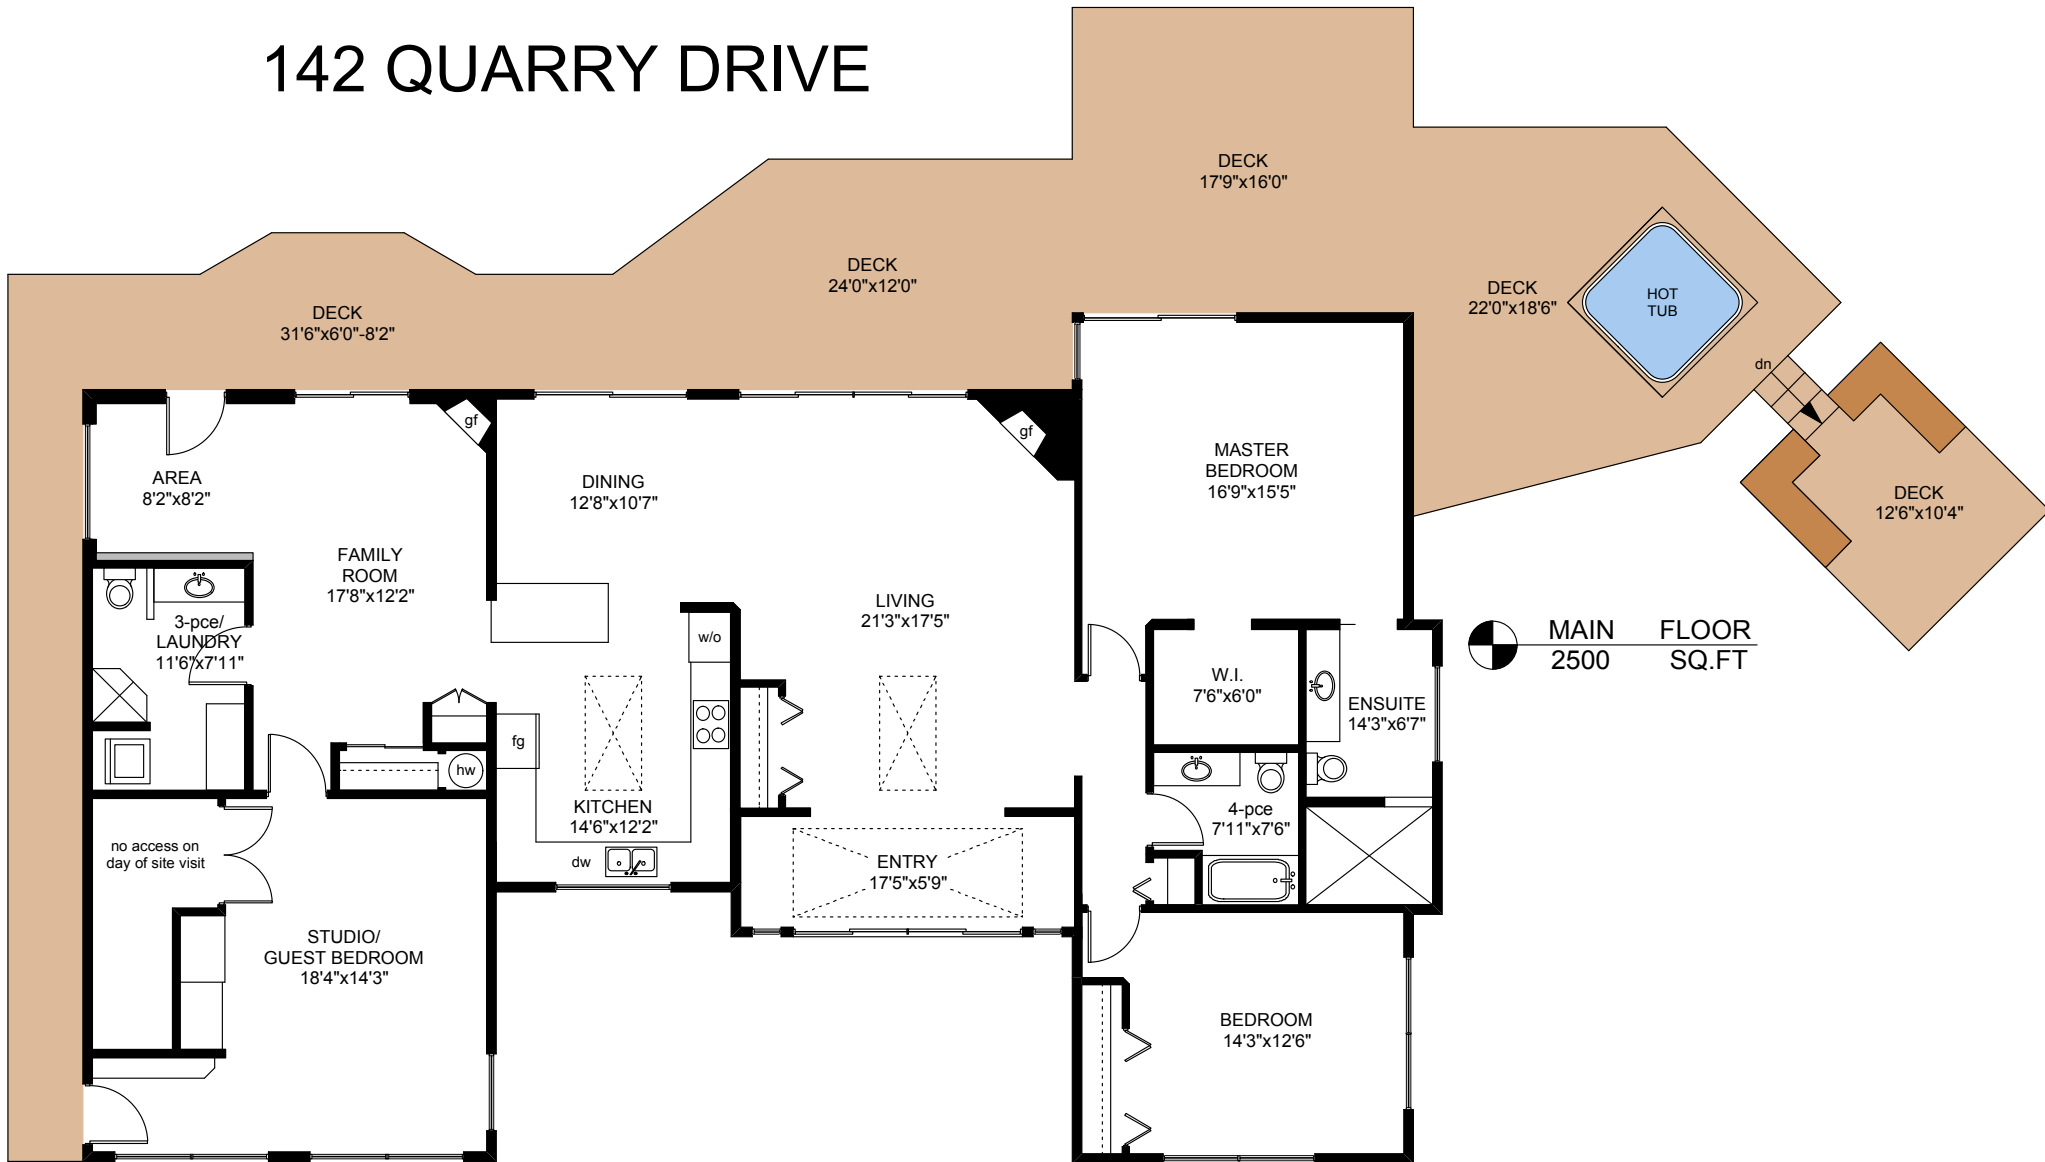 142 QUARRY DRIVE
DECK
17'9"x16'0"
DECK
24'0"x12'0"
DECK
31'6"x6'0"-8'2"
DECK
22'0"x18'6"
HOT
TUB
dn
DECK
12'6"x10'4"
gf
gf
AREA
8'2"x8'2"
DINING
12'8"x10'7"
MASTER
BEDROOM
16'9"x15'5"
FAMILY
ROOM
17'8"x12'2"
LIVING
21'3"x17'5"
3-pce/
LAUNDRY
11'6"x7'11"
w/o
W.I.
7'6"x6'0"
ENSUITE
14'3"x6'7"
MAIN FLOOR
2500 SQ.FT
fg
hw
KITCHEN
14'6"x12'2"
dw
4-pce
7'11"x7'6"
no access on
day of site visit
ENTRY
17'5"x5'9"
STUDIO/
GUEST BEDROOM
18'4"x14'3"
BEDROOM
14'3"x12'6"